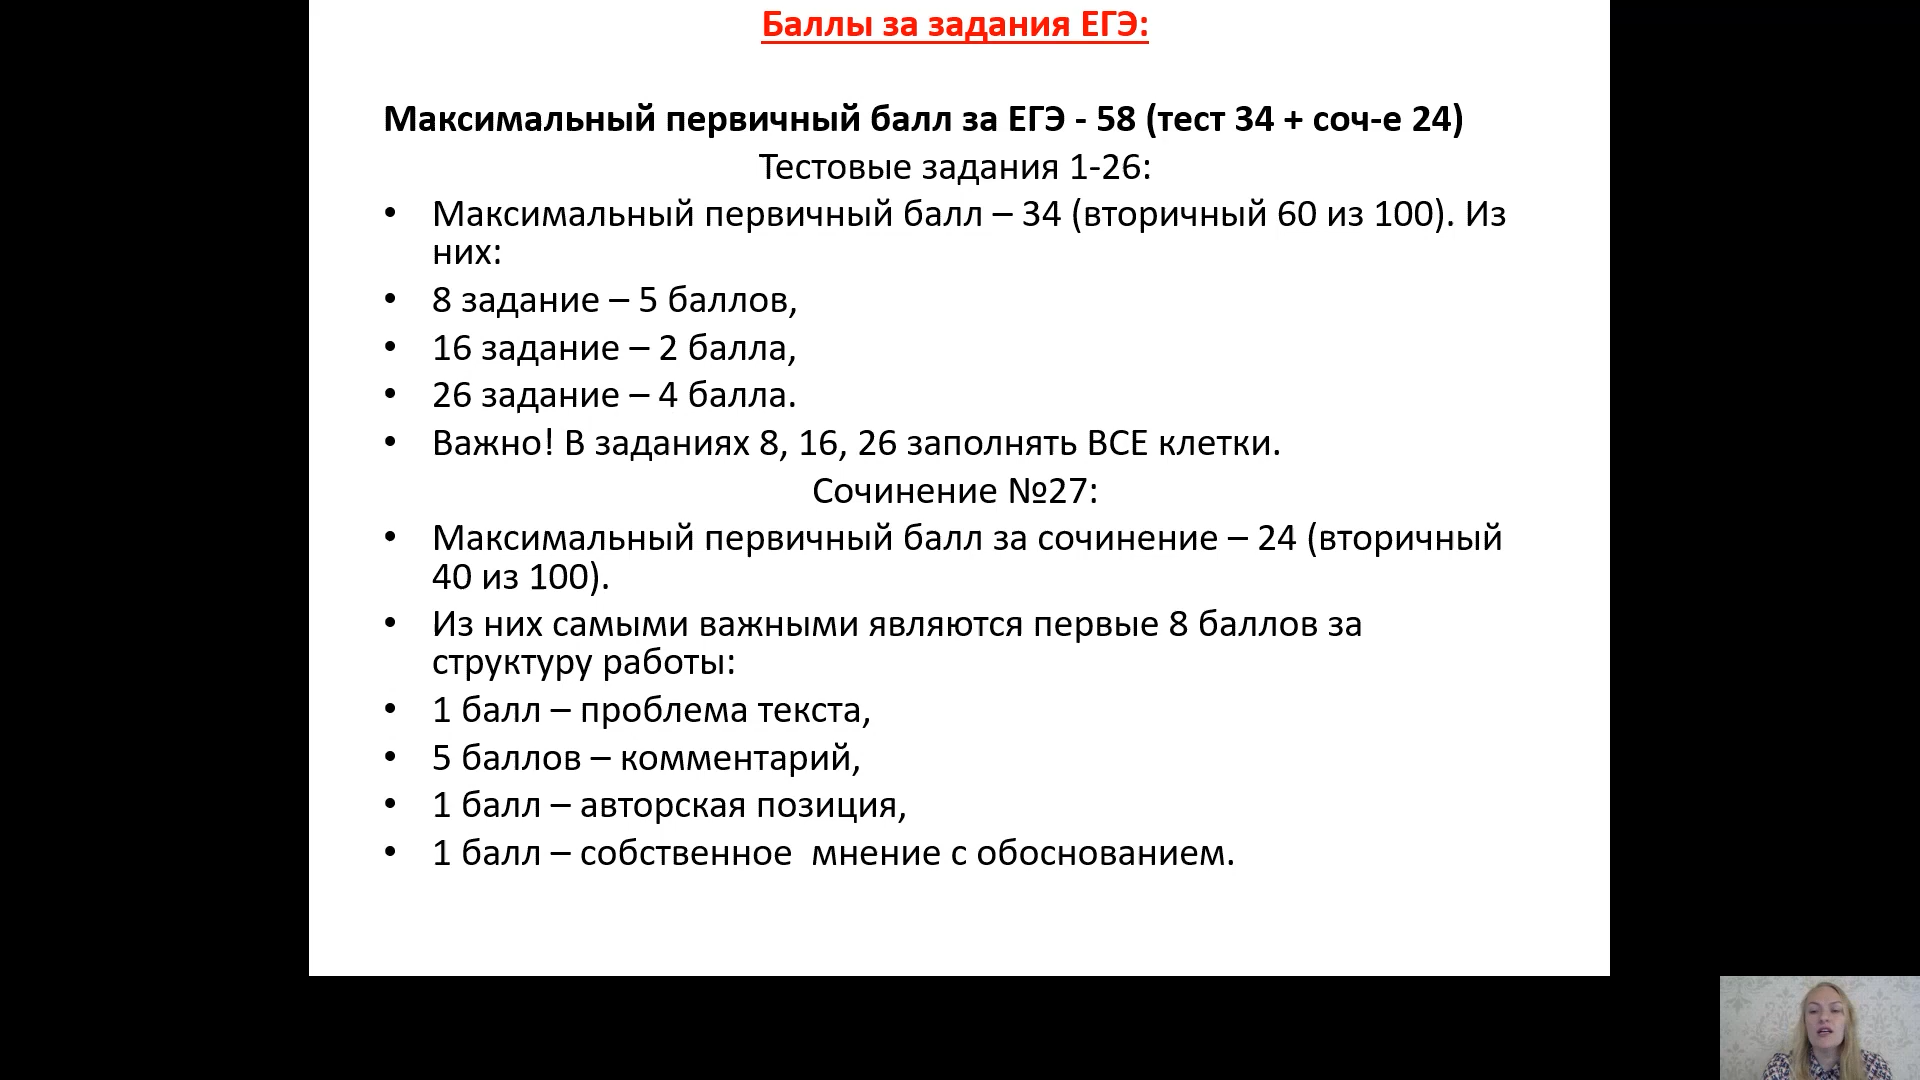 Баллы за задания ЕГЭ:
Максимальный первичный балл за ЕГЭ - 58 (тест 34 + соч-е 24)
Тестовые задания 1-26:
• Максимальный первичный балл – 34 (вторичный 60 из 100). Из
них:
• 8 задание – 5 баллов,
• 16 задание – 2 балла,
• 26 задание – 4 балла.
• Важно! В заданиях 8, 16, 26 заполнять ВСЕ клетки.
Сочинение №27:
• Максимальный первичный балл за сочинение – 24 (вторичный
40 из 100).
• Из них самыми важными являются первые 8 баллов за
структуру работы:
• 1 балл – проблема текста,
• 5 баллов – комментарий,
• 1 балл – авторская позиция,
• 1 балл – собственное  мнение с обоснованием.